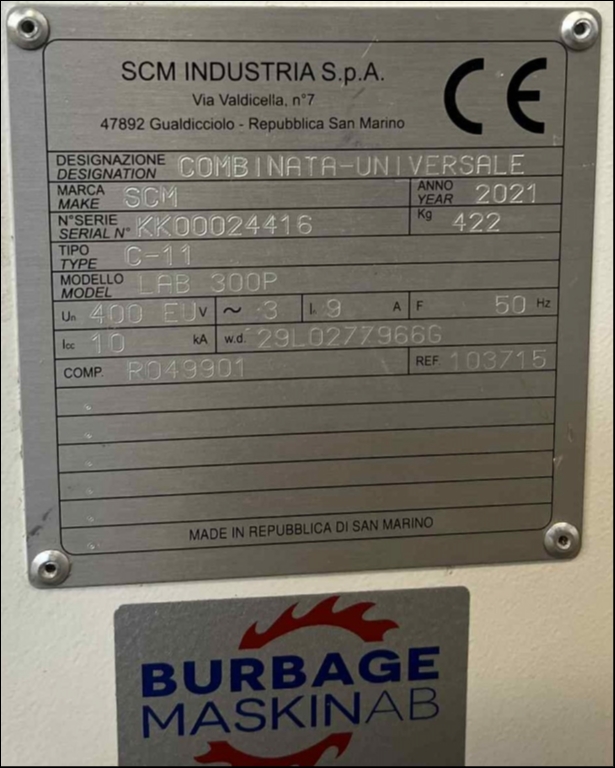 SCM INDUSTRIA S.p.A.
Via Valdicella, n°7
47892 Gualdicciolo - Repubblica San Marino
CE
DESIGNAZIONE
DESIGNATION COMBINATA-UNIVERSALE
MARCA
MAKE SCM ANNO
YEAR 2021
N°SERIE
SERIAL N° KK00024416 Kg 422
TIPO
TYPE C-11
MODELLO
MODEL LAB 300P
Un 400 EU V ~ 3 In 9 A F 50 Hz
Icc 10 kA w.d. 29L0277966G
COMP. R049901 REF. 103715
MADE IN REPUBBLICA DI SAN MARINO
BURBAGE
MASKINAB